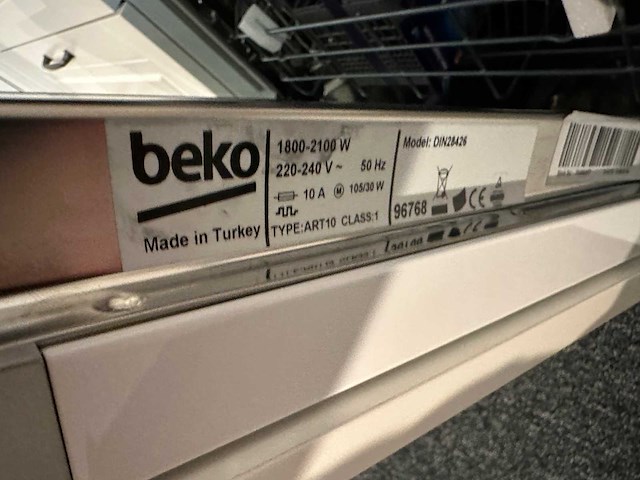 beko
Made in Turkey
1800-2100 W
220-240 V ~ 50 Hz
10 A M 105/30 W
TYPE:ART10 CLASS:1
Model: DIN28426
96768
CE